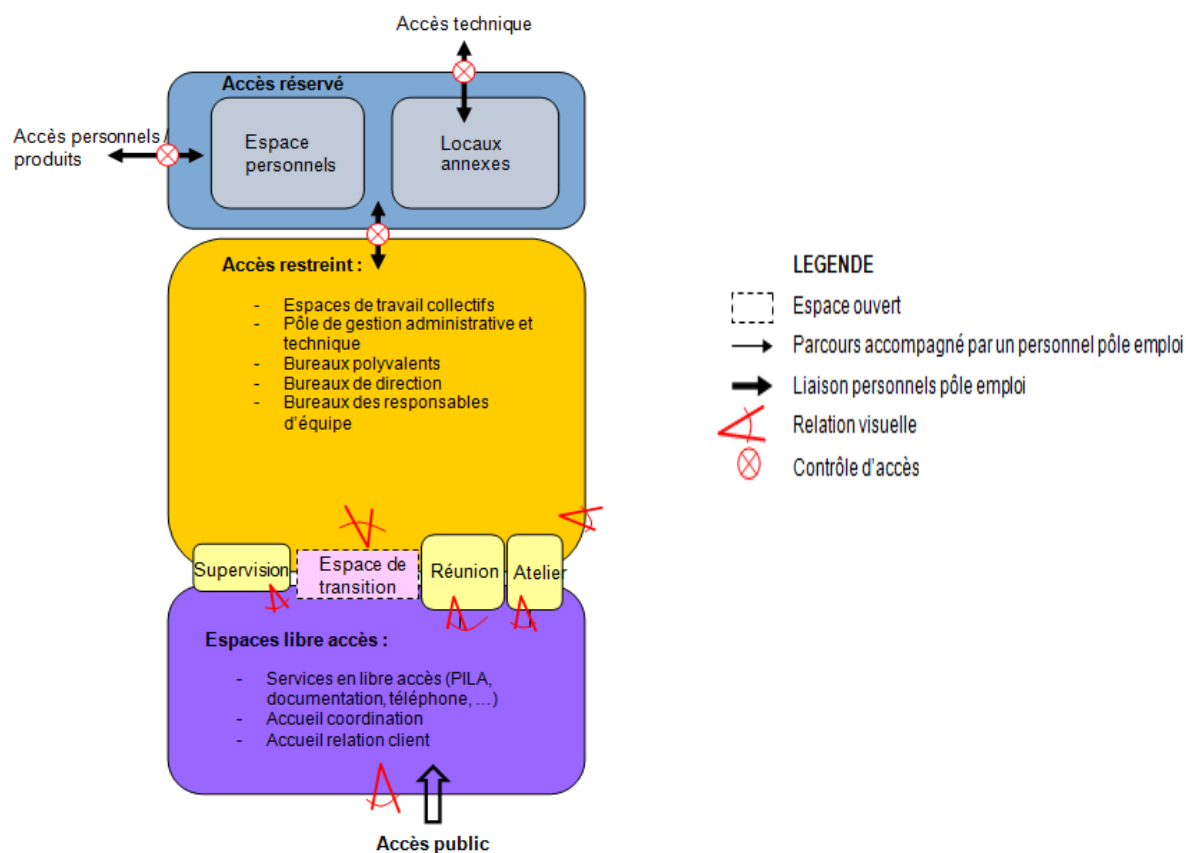 Accès technique
Accès réservé
Accès personnels /
produits
Espace
personnels
Locaux
annexes
Accès restreint :
- Espaces de travail collectifs
- Pôle de gestion administrative et
technique
- Bureaux polyvalents
- Bureaux de direction
- Bureaux des responsables
d'équipe
Supervision
Espace de
transition
Réunion
Atelier
Espaces libre accès :
- Services en libre accès (PILA,
documentation, téléphone, ...)
- Accueil coordination
- Accueil relation client
Accès public
LEGENDE
Espace ouvert
Parcours accompagné par un personnel pôle emploi
Liaison personnels pôle emploi
Relation visuelle
Contrôle d'accès